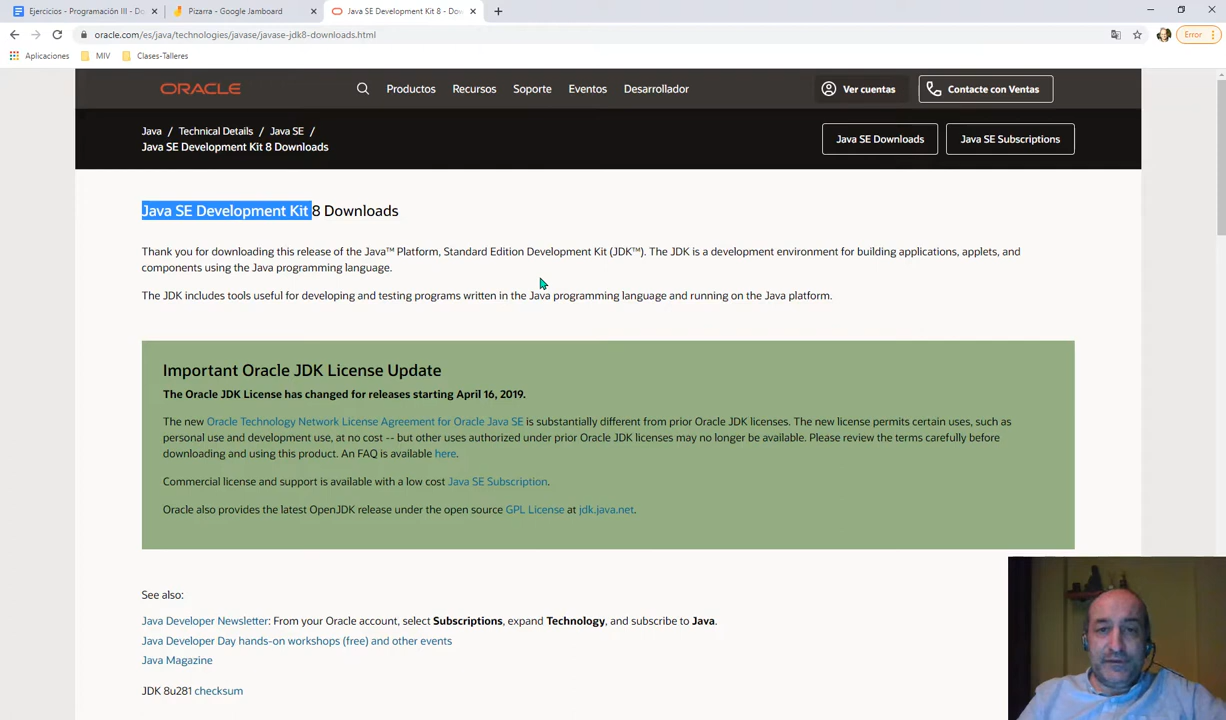 Ejercicios - Programación III - Do
Pizarra - Google Jamboard
Java SE Development Kit 8 - Dow
oracle.com/es/java/technologies/javase/javase-jdk8-downloads.html
Error
Aplicaciones
MIV
Clases-Talleres
ORACLE
Productos
Recursos
Soporte
Eventos
Desarrollador
Ver cuentas
Contacte con Ventas
Java / Technical Details / Java SE /
Java SE Development Kit 8 Downloads
Java SE Downloads
Java SE Subscriptions
Java SE Development Kit 8 Downloads
Thank you for downloading this release of the Java™ Platform, Standard Edition Development Kit (JDK™). The JDK is a development environment for building applications, applets, and
components using the Java programming language.
The JDK includes tools useful for developing and testing programs written in the Java programming language and running on the Java platform.
Important Oracle JDK License Update
The Oracle JDK License has changed for releases starting April 16, 2019.
The new Oracle Technology Network License Agreement for Oracle Java SE is substantially different from prior Oracle JDK licenses. The new license permits certain uses, such as
personal use and development use, at no cost -- but other uses authorized under prior Oracle JDK licenses may no longer be available. Please review the terms carefully before
downloading and using this product. An FAQ is available here.
Commercial license and support is available with a low cost Java SE Subscription.
Oracle also provides the latest OpenJDK release under the open source GPL License at jdk.java.net.
See also:
Java Developer Newsletter: From your Oracle account, select Subscriptions, expand Technology, and subscribe to Java.
Java Developer Day hands-on workshops (free) and other events
Java Magazine
JDK 8u281 checksum